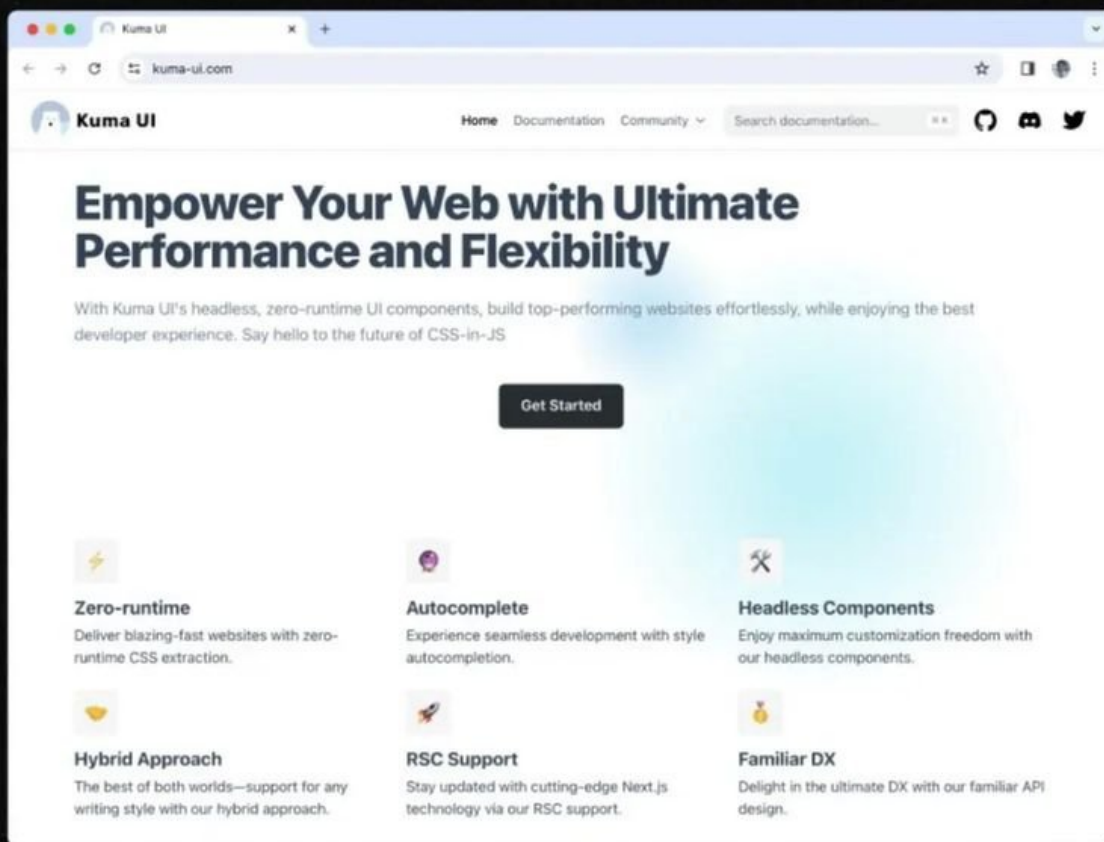 Kuma UI
kuma-ui.com
Kuma UI
Home Documentation Community Search documentation...
Empower Your Web with Ultimate
Performance and Flexibility
With Kuma UI's headless, zero-runtime UI components, build top-performing websites effortlessly, while enjoying the best
developer experience. Say hello to the future of CSS-in-JS
Get Started
Zero-runtime
Deliver blazing-fast websites with zero-
runtime CSS extraction.
Autocomplete
Experience seamless development with style
autocompletion.
Headless Components
Enjoy maximum customization freedom with
our headless components.
Hybrid Approach
The best of both worlds—support for any
writing style with our hybrid approach.
RSC Support
Stay updated with cutting-edge Next.js
technology via our RSC support.
Familiar DX
Delight in the ultimate DX with our familiar API
design.